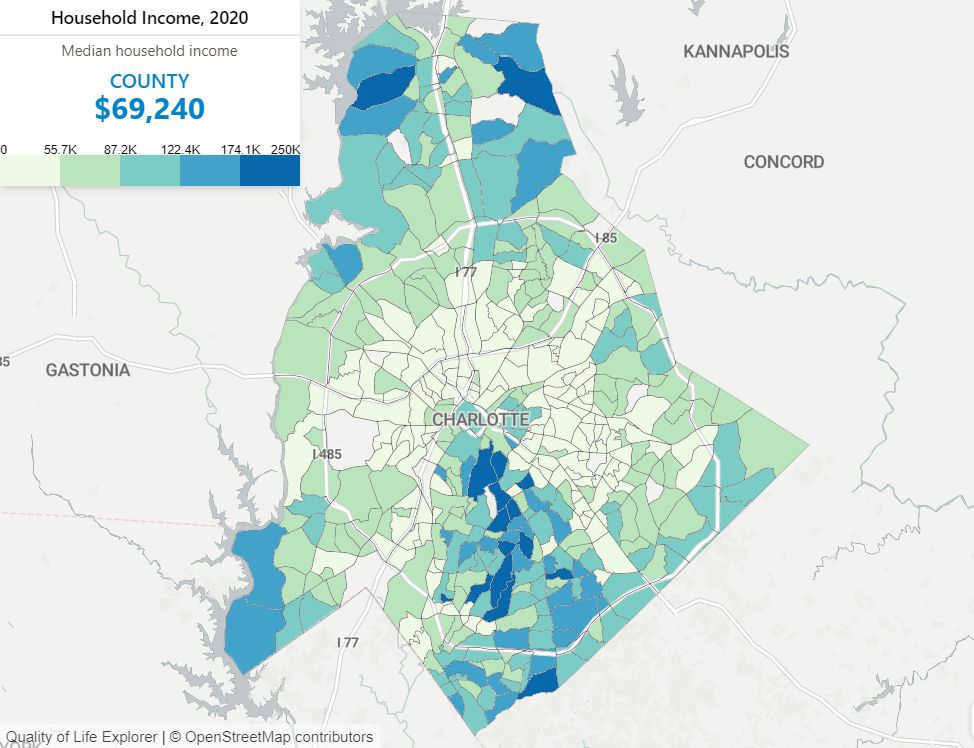 Household Income, 2020
Median household income
COUNTY
$69,240
0 55.7K 87.2K 122.4K 174.1K 250K
KANNAPOLIS
CONCORD
I 85
I 77
85
GASTONIA
CHARLOTTE
I 485
I 77
Quality of Life Explorer | © OpenStreetMap contributors